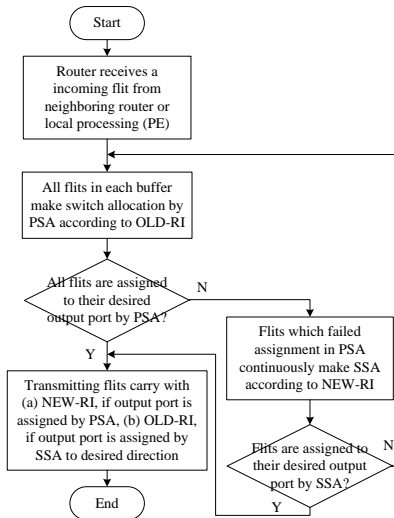 Start
Router receives a
incoming flit from
neighboring router or
local processing (PE)
All flits in each buffer
make switch allocation by
PSA according to OLD-RI
All flits are assigned
to their desired
output port by PSA?
N
Y
Flits which failed
assignment in PSA
continuously make SSA
according to NEW-RI
Transmitting flits carry with
(a) NEW-RI, if output port is
assigned by PSA, (b) OLD-RI,
if output port is assigned by
SSA to desired direction
Flits are assigned to
their desired output
port by SSA?
N
Y
End